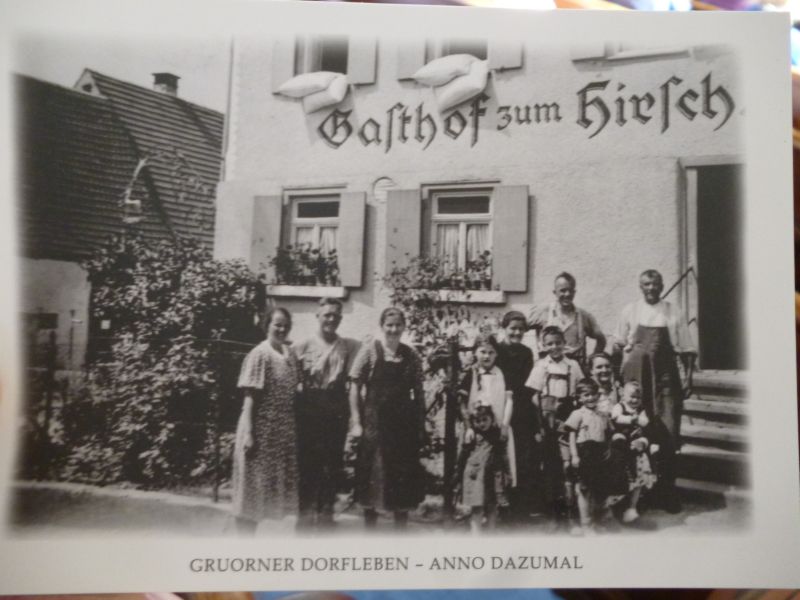 Gasthof zum Hirsch.
GRUORNER DORFLEBEN – ANNO DAZUMAL